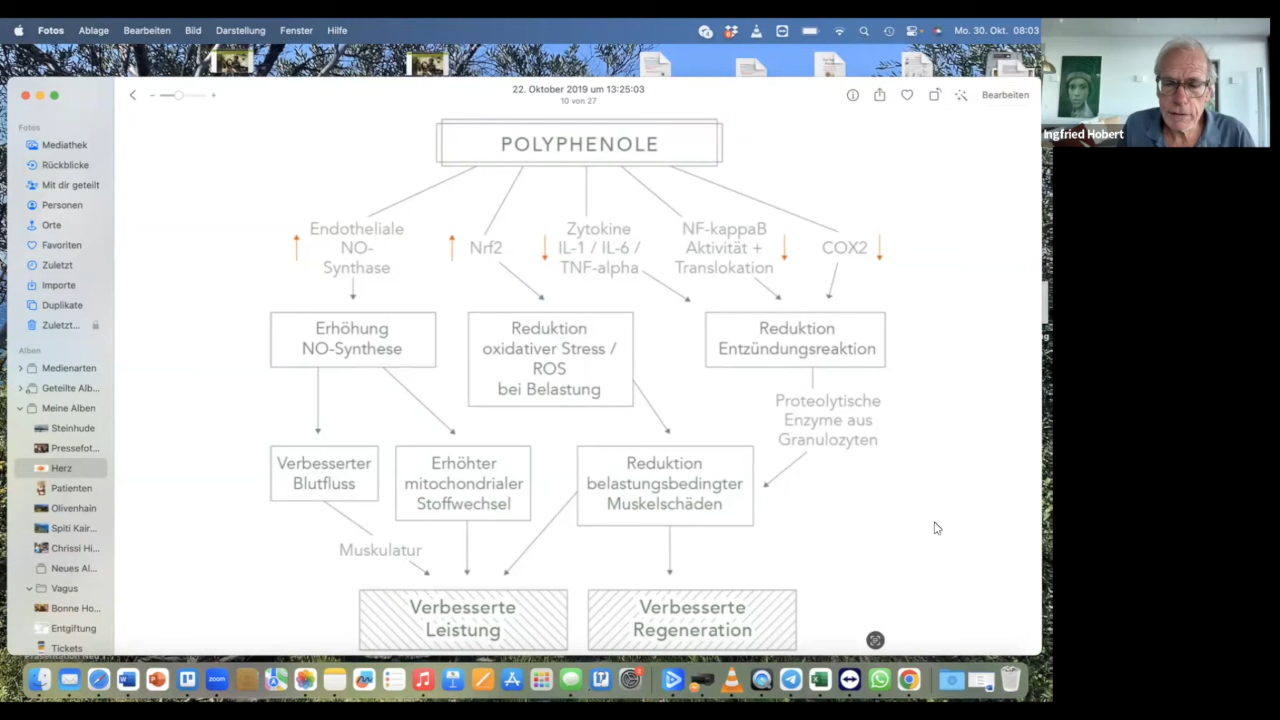 Fotos Ablage Bearbeiten Bild Darstellung Fenster Hilfe
Mo. 30. Okt. 08:03
22. Oktober 2019 um 13:25:03
10 von 27
Bearbeiten
Ingfried Hobert
Fotos
Mediathek
Rückblicke
Mit dir geteilt
Personen
Orte
Favoriten
Zuletzt
Importe
Duplikate
Zuletzt...
Alben
Medienarten
Geteilte Alb...
Meine Alben
Steinhude
Pressefot...
Herz
Patienten
Olivenhain
Spiti Kair...
Chrissi Hi...
Neues Al...
Vagus
Bonne Ho...
Entgiftung
Tickets
POLYPHENOLE
Endotheliale
NO-
Synthase
Nrf2
Zytokine
IL-1 / IL-6 /
TNF-alpha
NF-kappaB
Aktivität +
Translokation
COX2
Erhöhung
NO-Synthese
Reduktion
oxidativer Stress /
ROS
bei Belastung
Reduktion
Entzündungsreaktion
Proteolytische
Enzyme aus
Granulozyten
Verbesserter
Blutfluss
Erhöhter
mitochondrialer
Stoffwechsel
Reduktion
belastungsbedingter
Muskelschäden
Muskulatur
Verbesserte
Leistung
Verbesserte
Regeneration
zoom